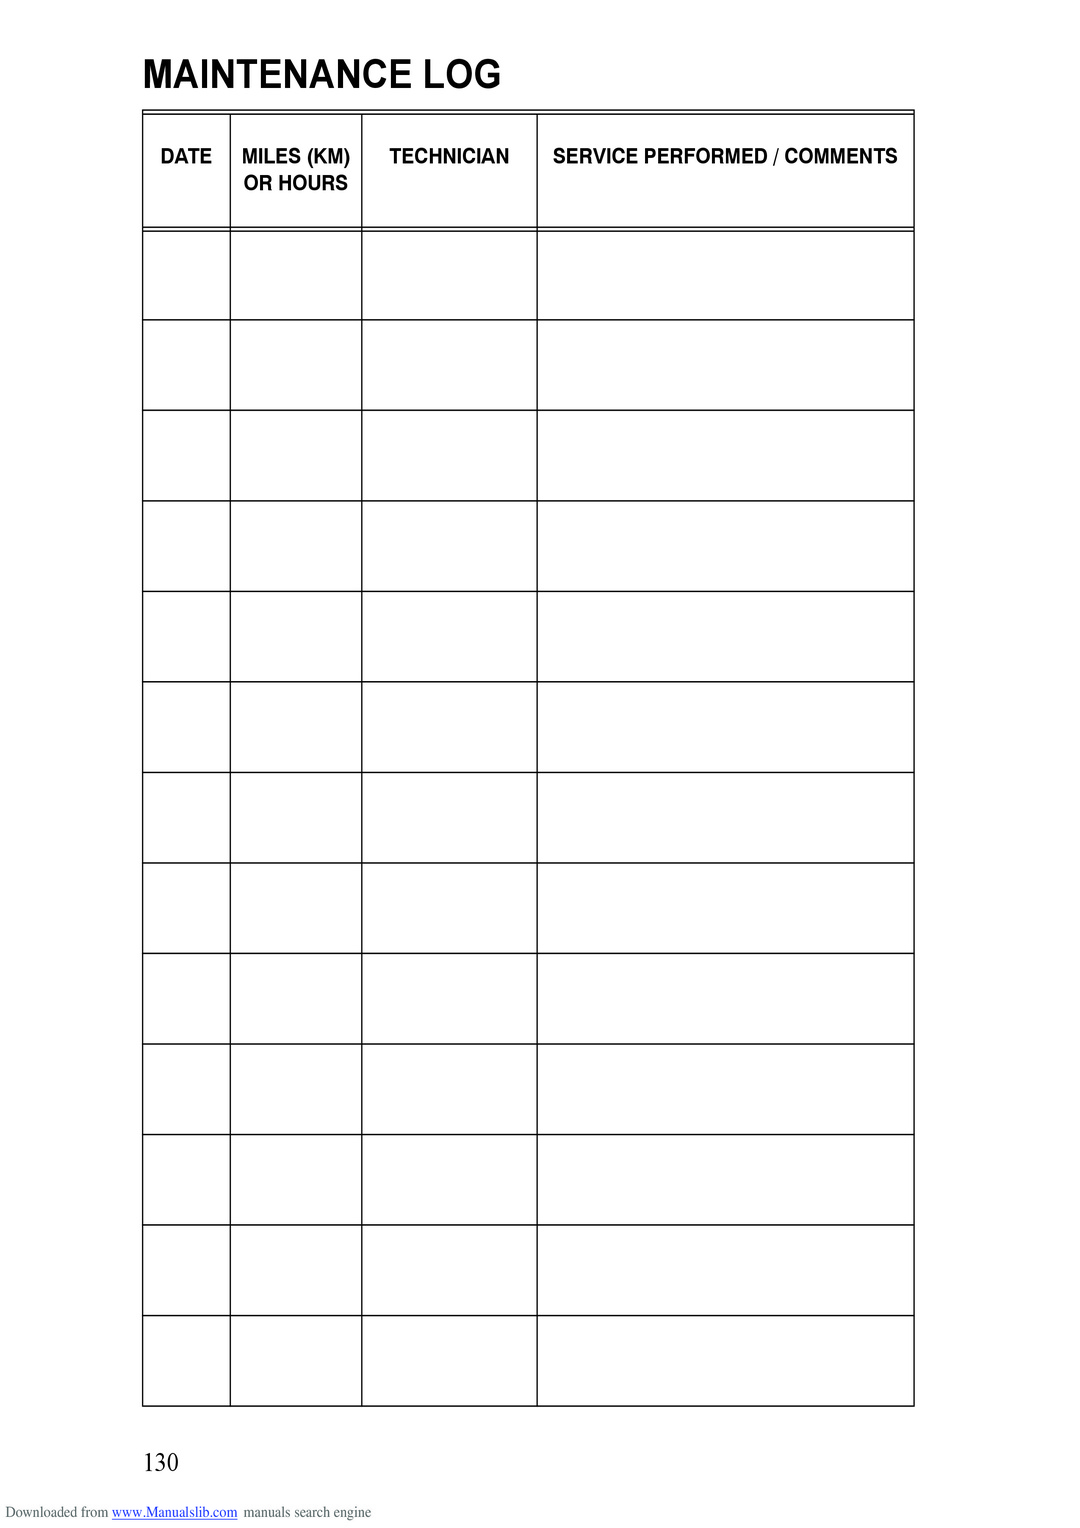 MAINTENANCE LOG
DATE MILES (KM) OR HOURS TECHNICIAN SERVICE PERFORMED / COMMENTS
130
Downloaded from www.Manualslib.com manuals search engine